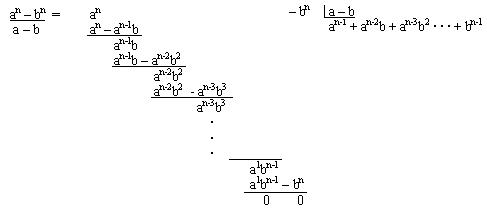 aⁿ – bⁿ = aⁿ – bⁿ | a – b
a – b aⁿ⁻¹ + aⁿ⁻²b + aⁿ⁻³b² · · · + bⁿ⁻¹
aⁿ – aⁿ⁻¹b
aⁿ⁻¹b
aⁿ⁻¹b – aⁿ⁻²b²
aⁿ⁻²b²
aⁿ⁻²b² - aⁿ⁻³b³
aⁿ⁻³b³
.
.
.
a¹bⁿ⁻¹
a¹bⁿ⁻¹ – bⁿ
0 0